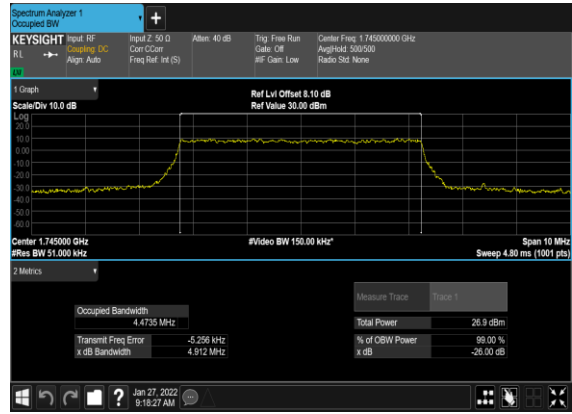 Spectrum Analyzer 1
Occupied BW
+
KEYSIGHT Input: RF Input Z: 50 Ω Atten: 40 dB Trig: Free Run Center Freq: 1.745000000 GHz
RL Coupling: DC Corr CCorr Gate: Off Avg|Hold: 500/500
Align: Auto Freq Ref: Int (S) #IF Gain: Low Radio Std: None
LW
1 Graph
Ref Lvl Offset 8.10 dB
Scale/Div 10.0 dB Ref Value 30.00 dBm
Log
20.0
10.0
0.00
-10.0
-20.0
-30.0
-40.0
-50.0
-60.0
Center 1.745000 GHz #Video BW 150.00 kHz* Span 10 MHz
#Res BW 51.000 kHz Sweep 4.80 ms (1001 pts)
2 Metrics
Measure Trace Trace 1
Occupied Bandwidth
4.4735 MHz Total Power 26.9 dBm
Transmit Freq Error -5.256 kHz % of OBW Power 99.00 %
x dB Bandwidth 4.912 MHz x dB -26.00 dB
? Jan 27, 2022
9:18:27 AM